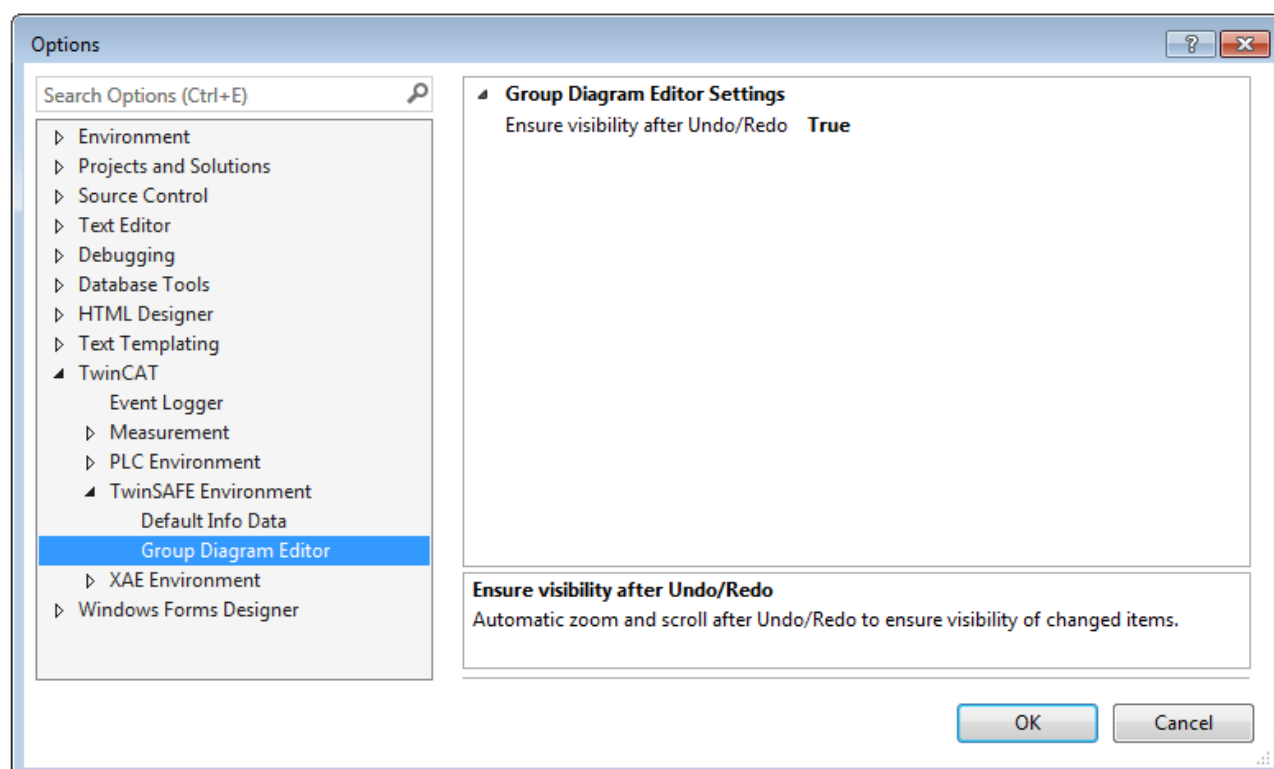 Options
Search Options (Ctrl+E)
Environment
Projects and Solutions
Source Control
Text Editor
Debugging
Database Tools
HTML Designer
Text Templating
TwinCAT
Event Logger
Measurement
PLC Environment
TwinSAFE Environment
Default Info Data
Group Diagram Editor
XAE Environment
Windows Forms Designer
Group Diagram Editor Settings
Ensure visibility after Undo/Redo True
Ensure visibility after Undo/Redo
Automatic zoom and scroll after Undo/Redo to ensure visibility of changed items.
OK Cancel